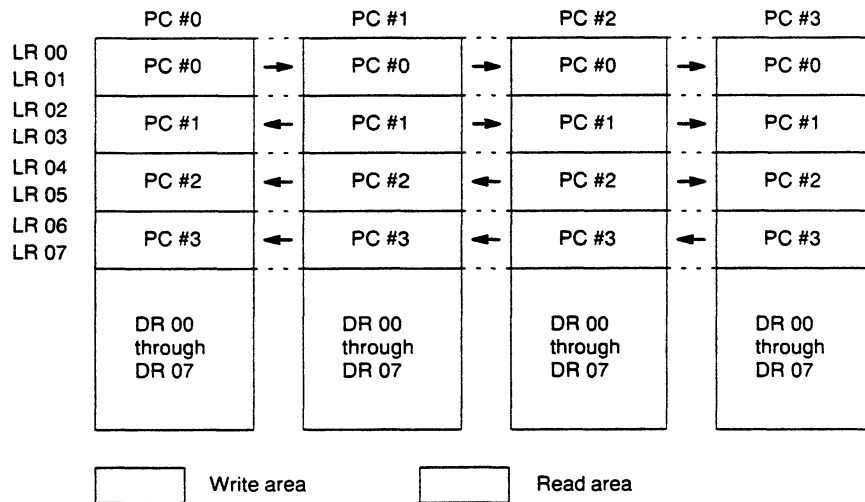 PC #0 PC #1 PC #2 PC #3
LR 00
LR 01
PC #0 PC #0 PC #0 PC #0
LR 02
LR 03
PC #1 PC #1 PC #1 PC #1
LR 04
LR 05
PC #2 PC #2 PC #2 PC #2
LR 06
LR 07
PC #3 PC #3 PC #3 PC #3
DR 00 DR 00 DR 00 DR 00
through through through through
DR 07 DR 07 DR 07 DR 07
Write area Read area